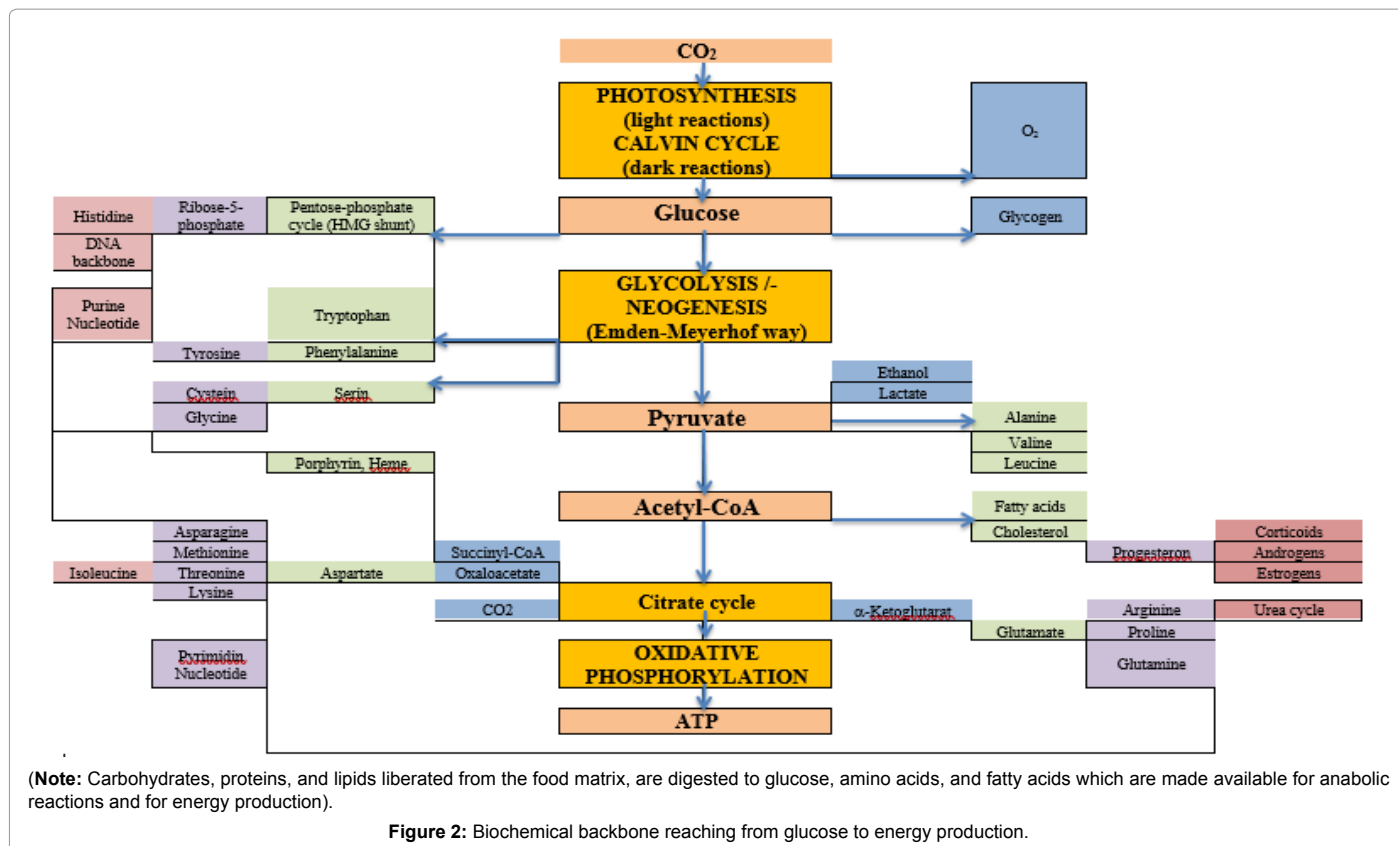 CO₂
PHOTOSYNTHESIS
(light reactions)
CALVIN CYCLE
(dark reactions)
O₂
Histidine
Ribose-5-
phosphate
Pentose-phosphate
cycle (HMG shunt)
Glucose
Glycogen
DNA
backbone
GLYCOLYSIS /-
NEOGENESIS
(Emden-Meyerhof way)
Purine
Nucleotide
Tryptophan
Tyrosine
Phenylalanine
Ethanol
Lactate
Cystein
Serin
Glycine
Pyruvate
Alanine
Valine
Leucine
Porphyrin, Heme
Acetyl-CoA
Fatty acids
Cholesterol
Progesteron
Corticoids
Androgens
Estrogens
Asparagine
Methionine
Threonine
Lysine
Isoleucine
Aspartate
Succinyl-CoA
Oxaloacetate
CO2
Citrate cycle
α-Ketoglutarat
Glutamate
Arginine
Proline
Glutamine
Urea cycle
Pyrimidin
Nucleotide
OXIDATIVE
PHOSPHORYLATION
ATP
(Note: Carbohydrates, proteins, and lipids liberated from the food matrix, are digested to glucose, amino acids, and fatty acids which are made available for anabolic
reactions and for energy production).
Figure 2: Biochemical backbone reaching from glucose to energy production.